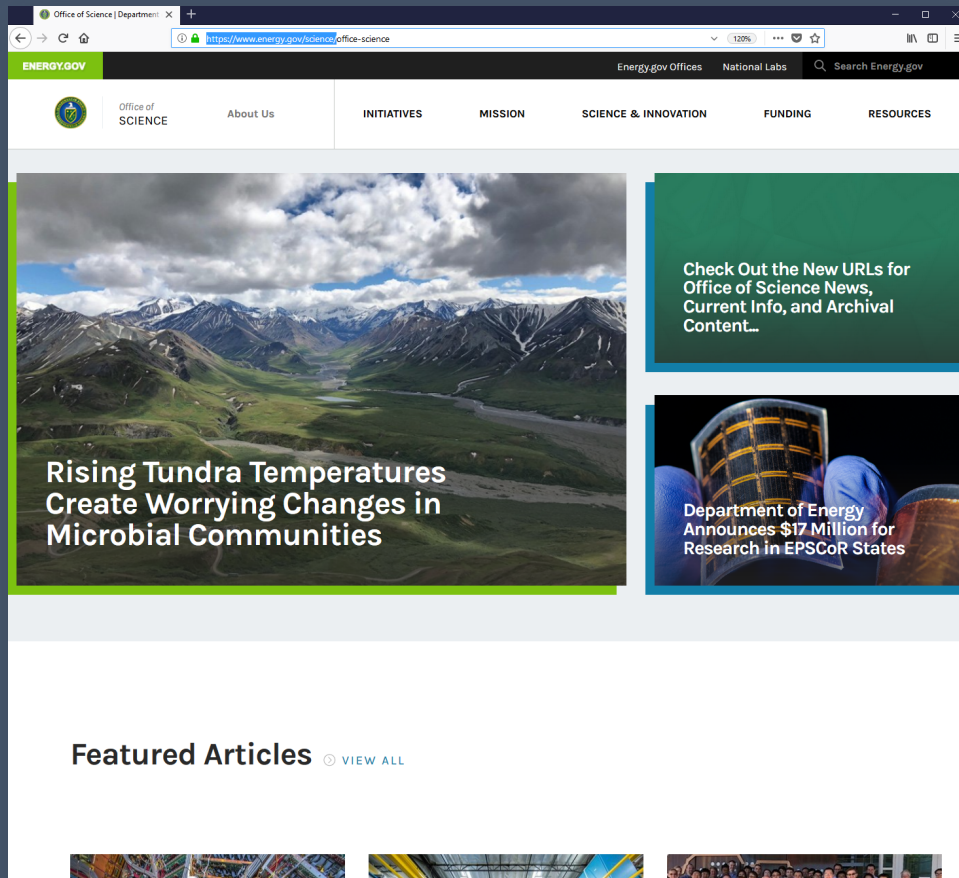 Office of Science | Department
https://www.energy.gov/science/office-science
120%
ENERGY.GOV
Energy.gov Offices
National Labs
Search Energy.gov
Office of
SCIENCE
About Us
INITIATIVES
MISSION
SCIENCE & INNOVATION
FUNDING
RESOURCES
Rising Tundra Temperatures
Create Worrying Changes in
Microbial Communities
Check Out the New URLs for
Office of Science News,
Current Info, and Archival
Content...
Department of Energy
Announces $17 Million for
Research in EPSCoR States
Featured Articles
VIEW ALL